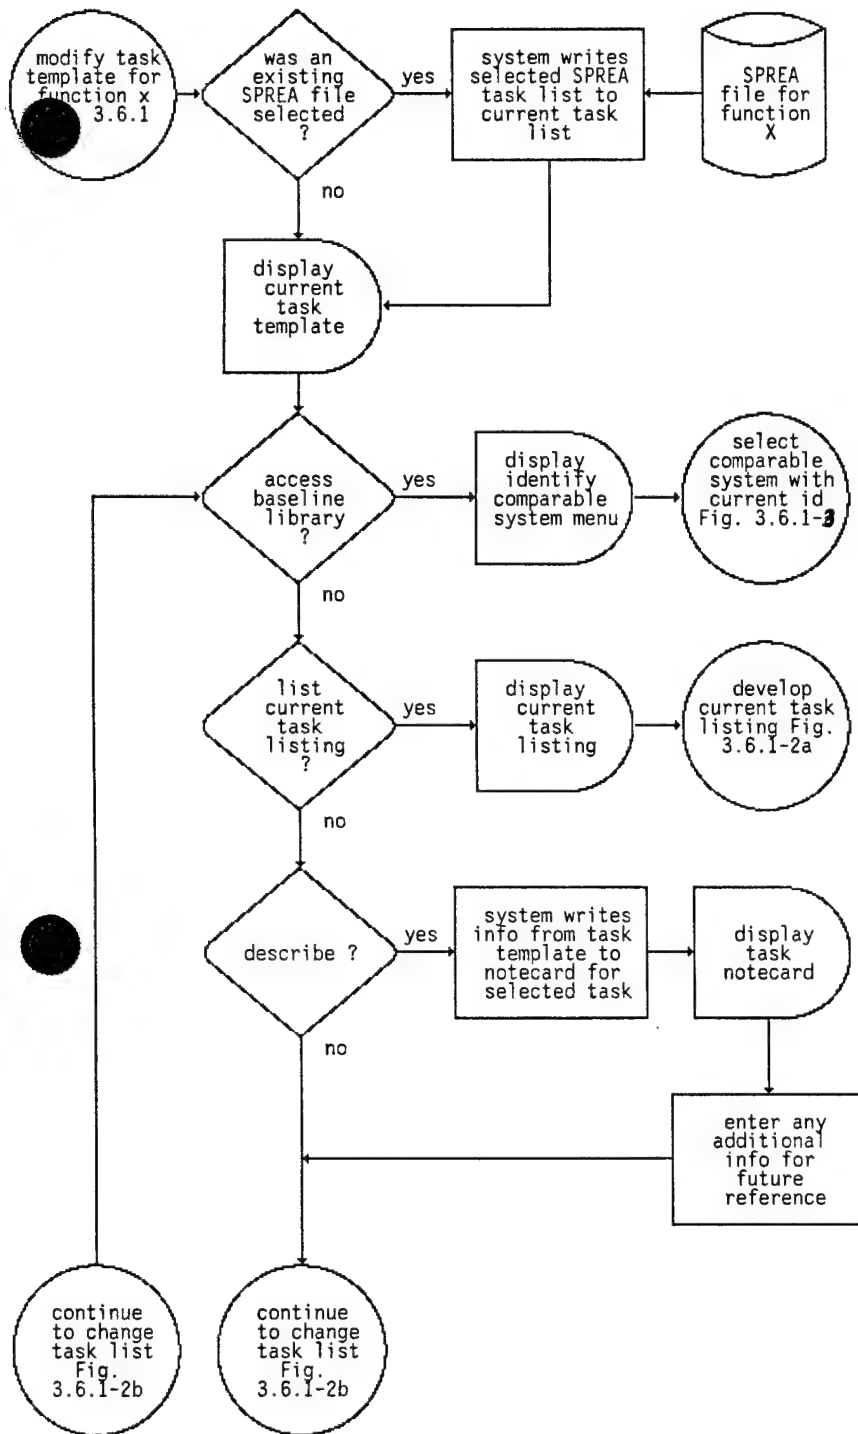 modify task
template for
function x
3.6.1
was an
existing
SPREA file
selected
?
yes
system writes
selected SPREA
task list to
current task
list
SPREA
file for
function
X
no
display
current
task
template
access
baseline
library
?
yes
display
identify
comparable
system menu
select
comparable
system with
current id
Fig. 3.6.1-3
no
list
current
task
listing
?
yes
display
current
task
listing
develop
current task
listing Fig.
3.6.1-2a
no
describe ?
yes
system writes
info from task
template to
notecard for
selected task
display
task
notecard
no
enter any
additional
info for
future
reference
continue
to change
task list
Fig.
3.6.1-2b
continue
to change
task list
Fig.
3.6.1-2b